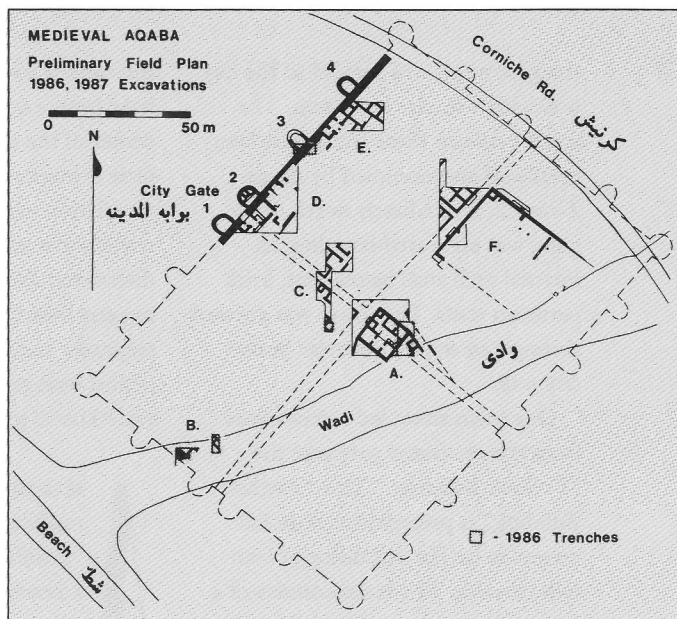 MEDIEVAL AQABA
Preliminary Field Plan
1986, 1987 Excavations
0 50 m
N
4
3
2
1
City Gate
بوابه المدينه
Corniche Rd.
كرنيش
E.
D.
F.
C.
A.
B.
وادي
Wadi
Beach
شط
- 1986 Trenches